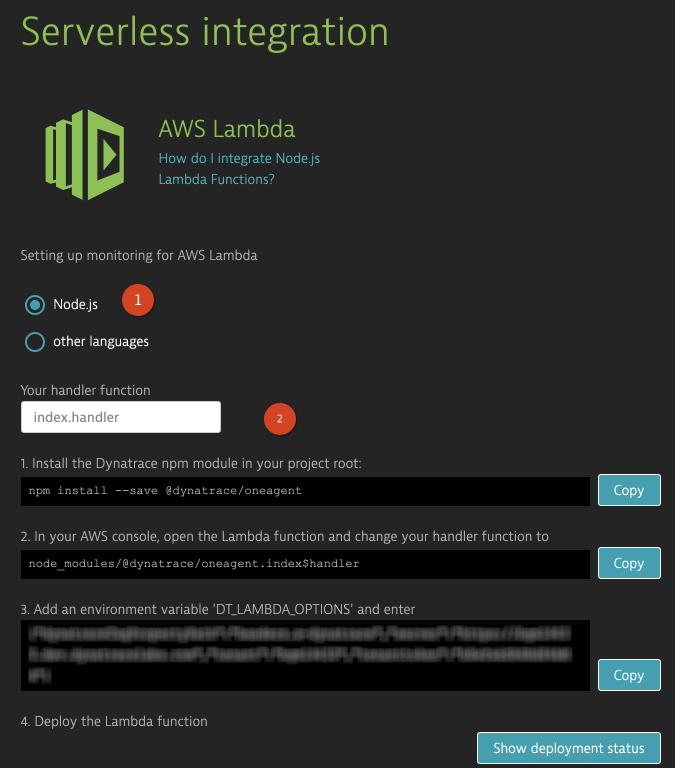 Serverless integration
AWS Lambda
How do I integrate Node.js
Lambda Functions?
Setting up monitoring for AWS Lambda
Node.js
1
other languages
Your handler function
index.handler
2
1. Install the Dynatrace npm module in your project root:
npm install --save @dynatrace/oneagent
Copy
2. In your AWS console, open the Lambda function and change your handler function to
node_modules/@dynatrace/oneagent.index$handler
Copy
3. Add an environment variable 'DT_LAMBDA_OPTIONS' and enter
Copy
4. Deploy the Lambda function
Show deployment status